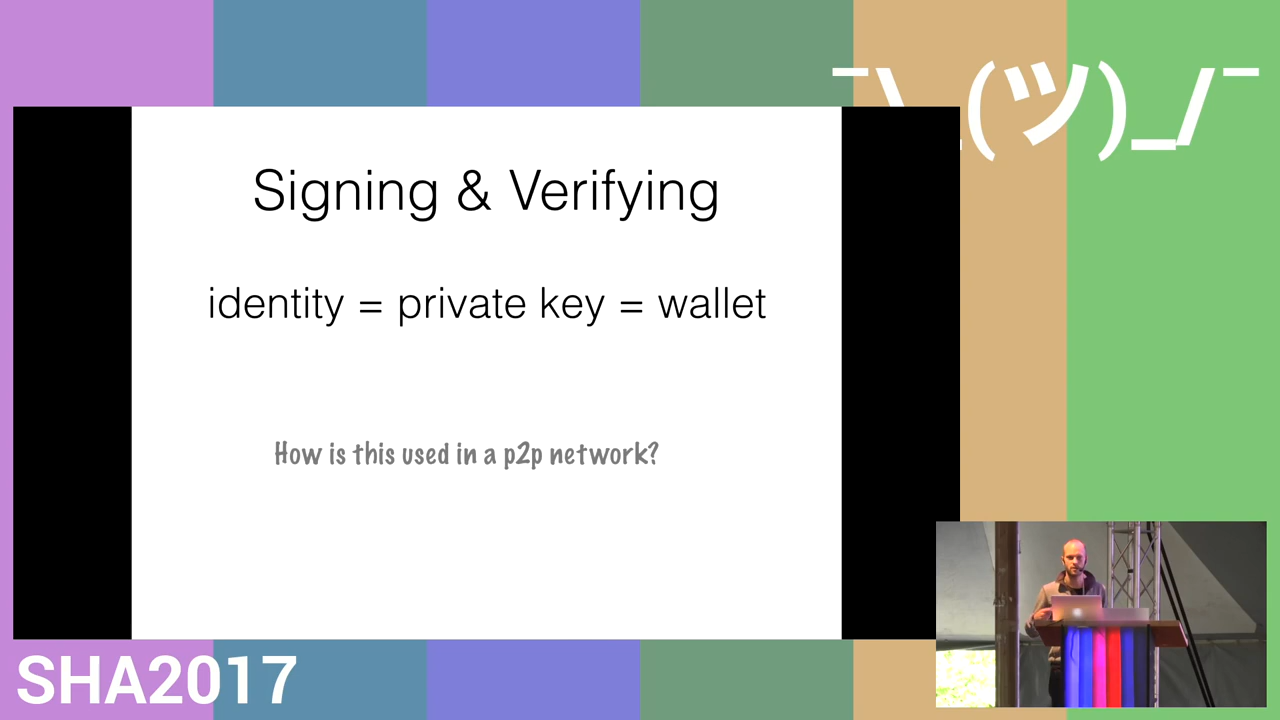 ¯\_(ツ)_/¯
Signing & Verifying
identity = private key = wallet
How is this used in a p2p network?
SHA2017